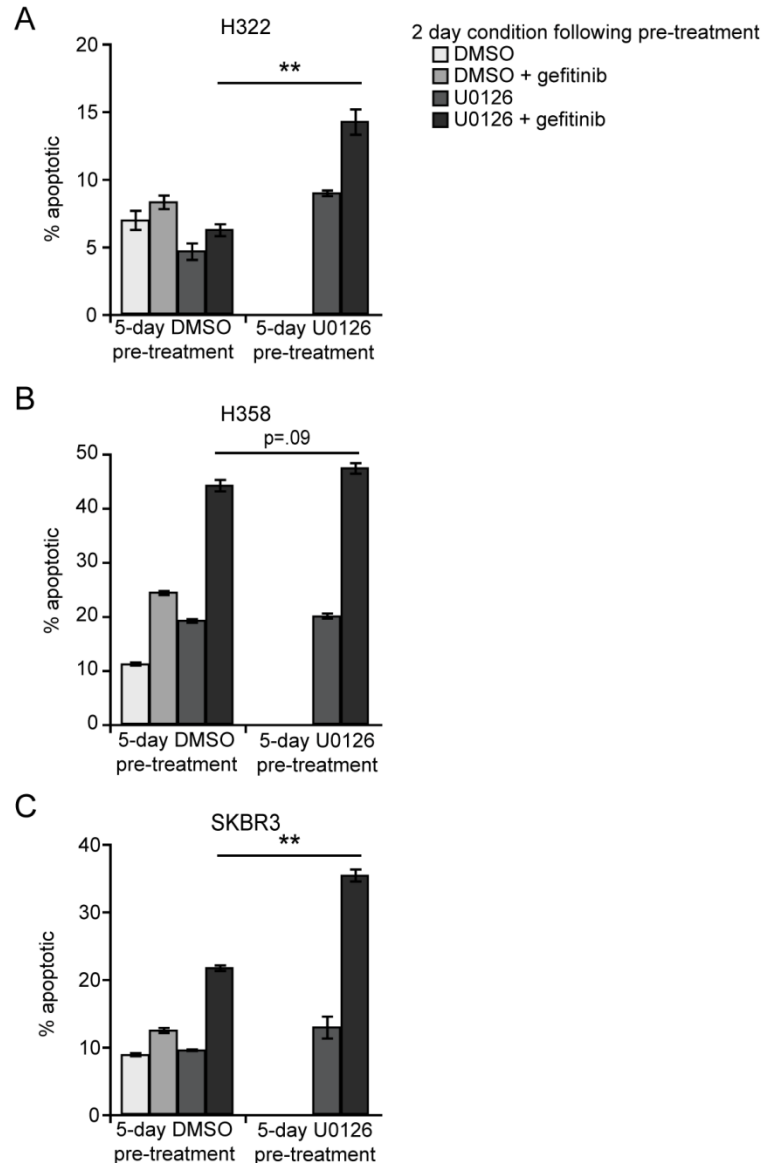 A
H322
2 day condition following pre-treatment
DMSO
DMSO + gefitinib
U0126
U0126 + gefitinib
**
20
15
10
5
0
% apoptotic
5-day DMSO
pre-treatment
5-day U0126
pre-treatment
B
H358
p=.09
50
40
30
20
10
0
% apoptotic
5-day DMSO
pre-treatment
5-day U0126
pre-treatment
C
SKBR3
**
40
30
20
10
0
% apoptotic
5-day DMSO
pre-treatment
5-day U0126
pre-treatment